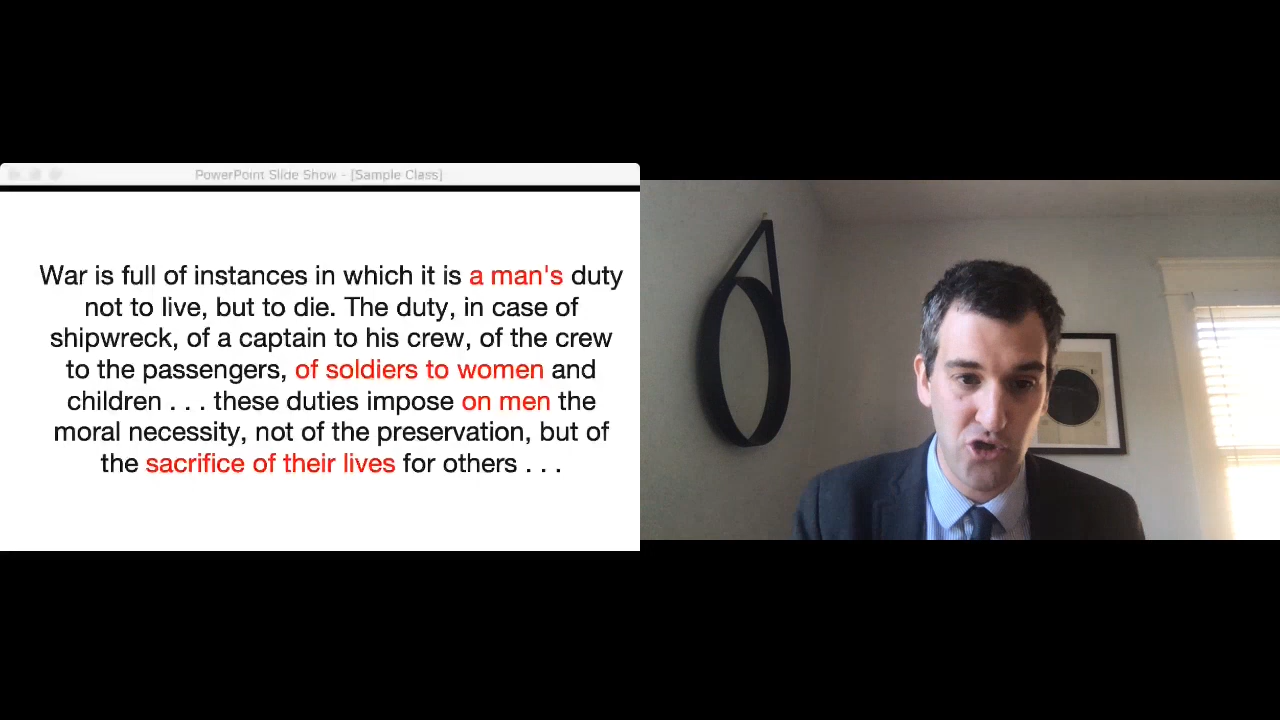 PowerPoint Slide Show - [Sample Class]
War is full of instances in which it is a man's duty
not to live, but to die. The duty, in case of
shipwreck, of a captain to his crew, of the crew
to the passengers, of soldiers to women and
children . . . these duties impose on men the
moral necessity, not of the preservation, but of
the sacrifice of their lives for others . . .